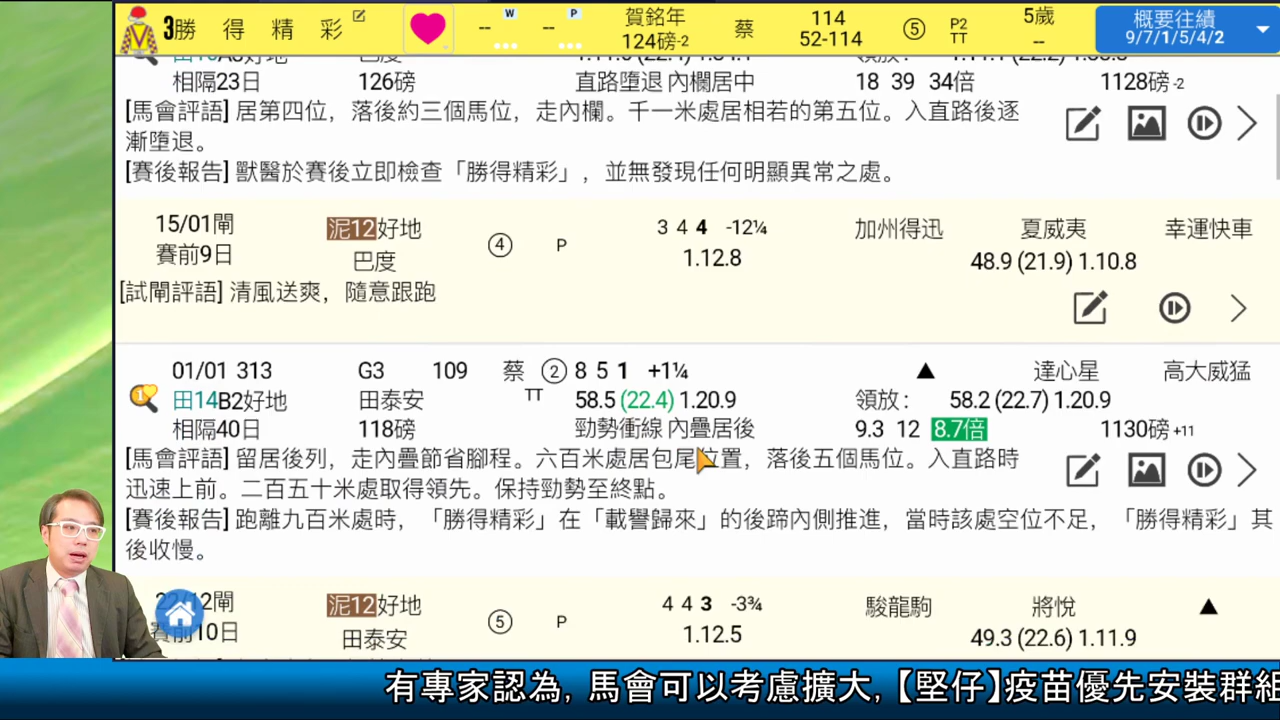 3勝 得 精 彩 -- W -- P 賀銘年 蔡 114 ⑤ P2 5歲 概要往績
124磅-2 52-114 TT -- 9/7/1/5/4/2
相隔23日 126磅 直路墮退 內欄居中 18 39 34倍 1128磅 -2
[馬會評語] 居第四位，落後約三個馬位，走內欄。千一米處居相若的第五位。入直路後逐
漸墮退。
[賽後報告] 獸醫於賽後立即檢查「勝得精彩」，並無發現任何明顯異常之處。
15/01閘 泥12好地 ④ P 3 4 4 -12¼ 加州得迅 夏威夷 幸運快車
賽前9日 巴度 1.12.8 48.9 (21.9) 1.10.8
[試閘評語] 清風送爽，隨意跟跑
01/01 313 G3 109 蔡 ② 8 5 1 +1¼ ▲ 達心星 高大威猛
田14B2好地 田泰安 TT 58.5 (22.4) 1.20.9 領放： 58.2 (22.7) 1.20.9
相隔40日 118磅 勁勢衝線 內疊居後 9.3 12 8.7倍 1130磅 +11
[馬會評語] 留居後列，走內疊節省腳程。六百米處居包尾位置，落後五個馬位。入直路時
迅速上前。二百五十米處取得領先。保持勁勢至終點。
[賽後報告] 跑離九百米處時，「勝得精彩」在「載譽歸來」的後蹄內側推進，當時該處空位不足，「勝得精彩」其
後收慢。
22/12閘 泥12好地 ⑤ P 4 4 3 -3¾ 駿龍駒 將悅 ▲
賽前10日 田泰安 1.12.5 49.3 (22.6) 1.11.9
有專家認為，馬會可以考慮擴大，【堅仔】疫苗優先安裝群組